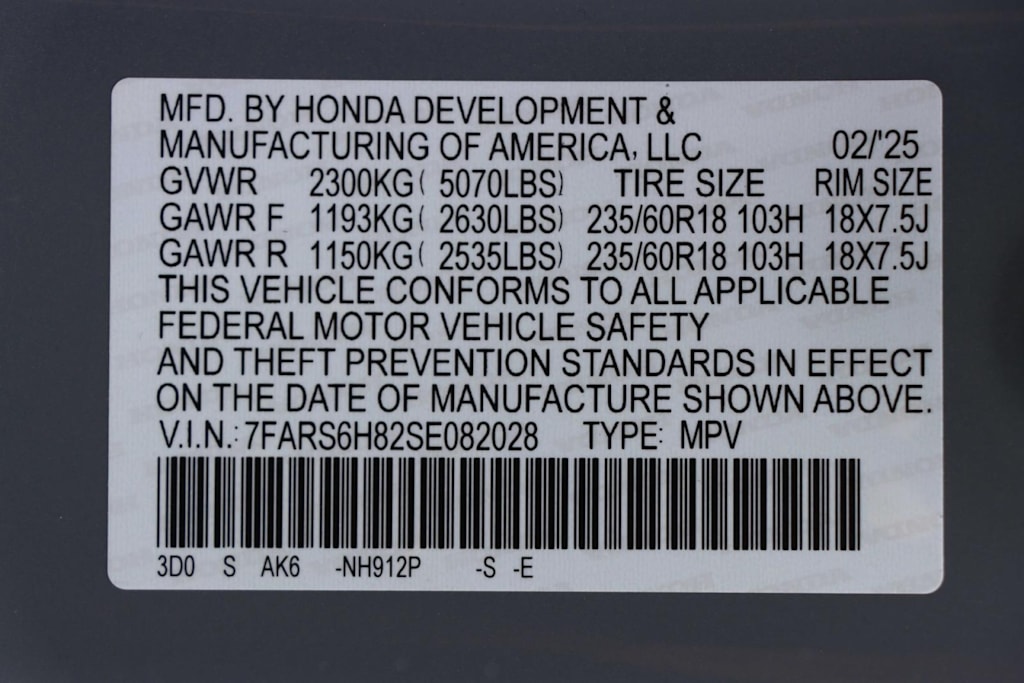 MFD. BY HONDA DEVELOPMENT &
MANUFACTURING OF AMERICA, LLC 02/'25
GVWR 2300KG( 5070LBS) TIRE SIZE RIM SIZE
GAWR F 1193KG( 2630LBS) 235/60R18 103H 18X7.5J
GAWR R 1150KG( 2535LBS) 235/60R18 103H 18X7.5J
THIS VEHICLE CONFORMS TO ALL APPLICABLE
FEDERAL MOTOR VEHICLE SAFETY
AND THEFT PREVENTION STANDARDS IN EFFECT
ON THE DATE OF MANUFACTURE SHOWN ABOVE.
V.I.N.: 7FARS6H82SE082028 TYPE: MPV
3D0 S AK6 -NH912P -S -E